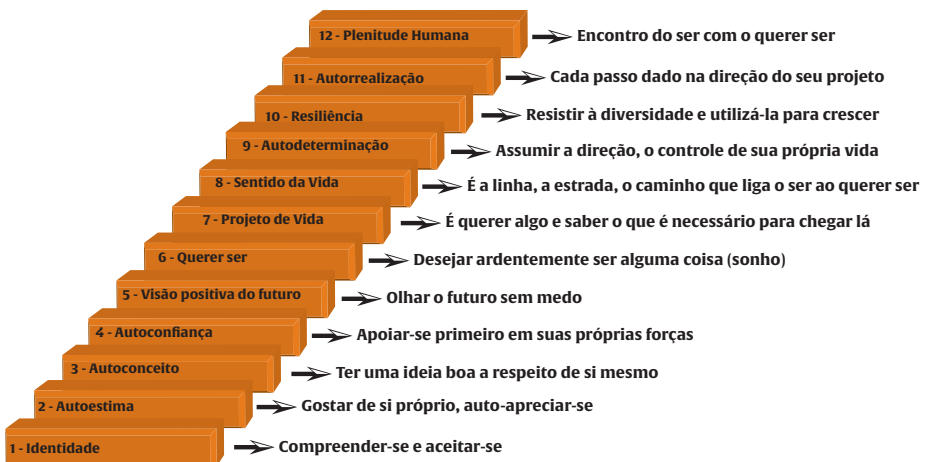 12 - Plenitude Humana Encontro do ser com o querer ser
11 - Autorrealização Cada passo dado na direção do seu projeto
10 - Resiliência Resistir à diversidade e utilizá-la para crescer
9 - Autodeterminação Assumir a direção, o controle de sua própria vida
8 - Sentido da Vida É a linha, a estrada, o caminho que liga o ser ao querer ser
7 - Projeto de Vida É querer algo e saber o que é necessário para chegar lá
6 - Querer ser Desejar ardentemente ser alguma coisa (sonho)
5 - Visão positiva do futuro Olhar o futuro sem medo
4 - Autoconfiança Apoiar-se primeiro em suas próprias forças
3 - Autoconceito Ter uma ideia boa a respeito de si mesmo
2 - Autoestima Gostar de si próprio, auto-apreciar-se
1 - Identidade Compreender-se e aceitar-se